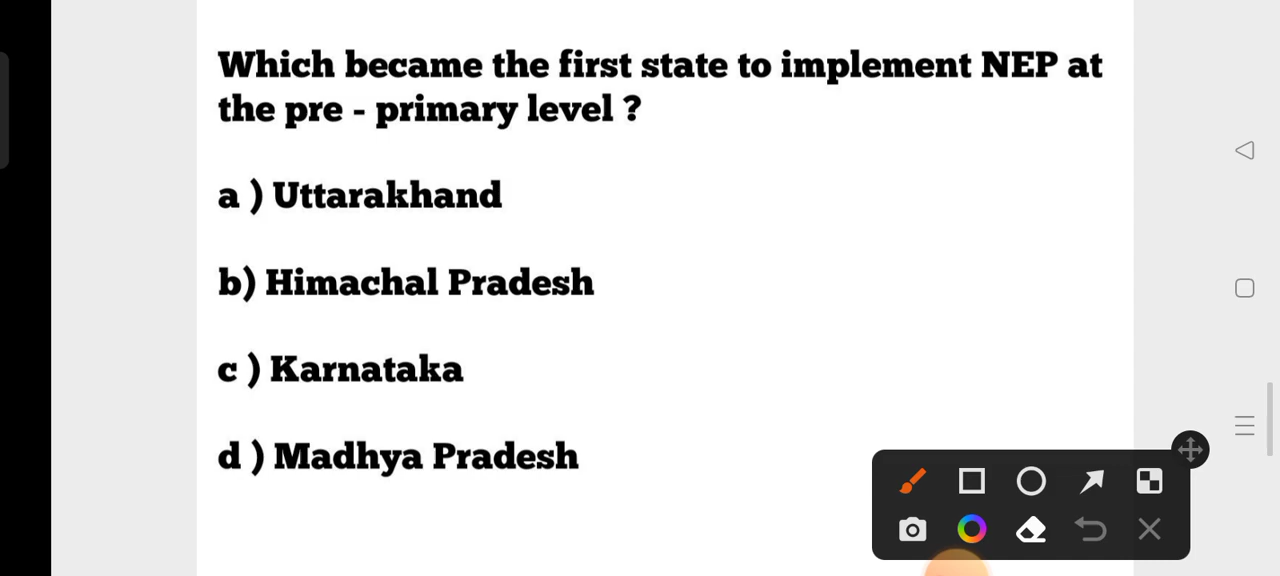 Which became the first state to implement NEP at
the pre - primary level ?
a ) Uttarakhand
b) Himachal Pradesh
c ) Karnataka
d ) Madhya Pradesh